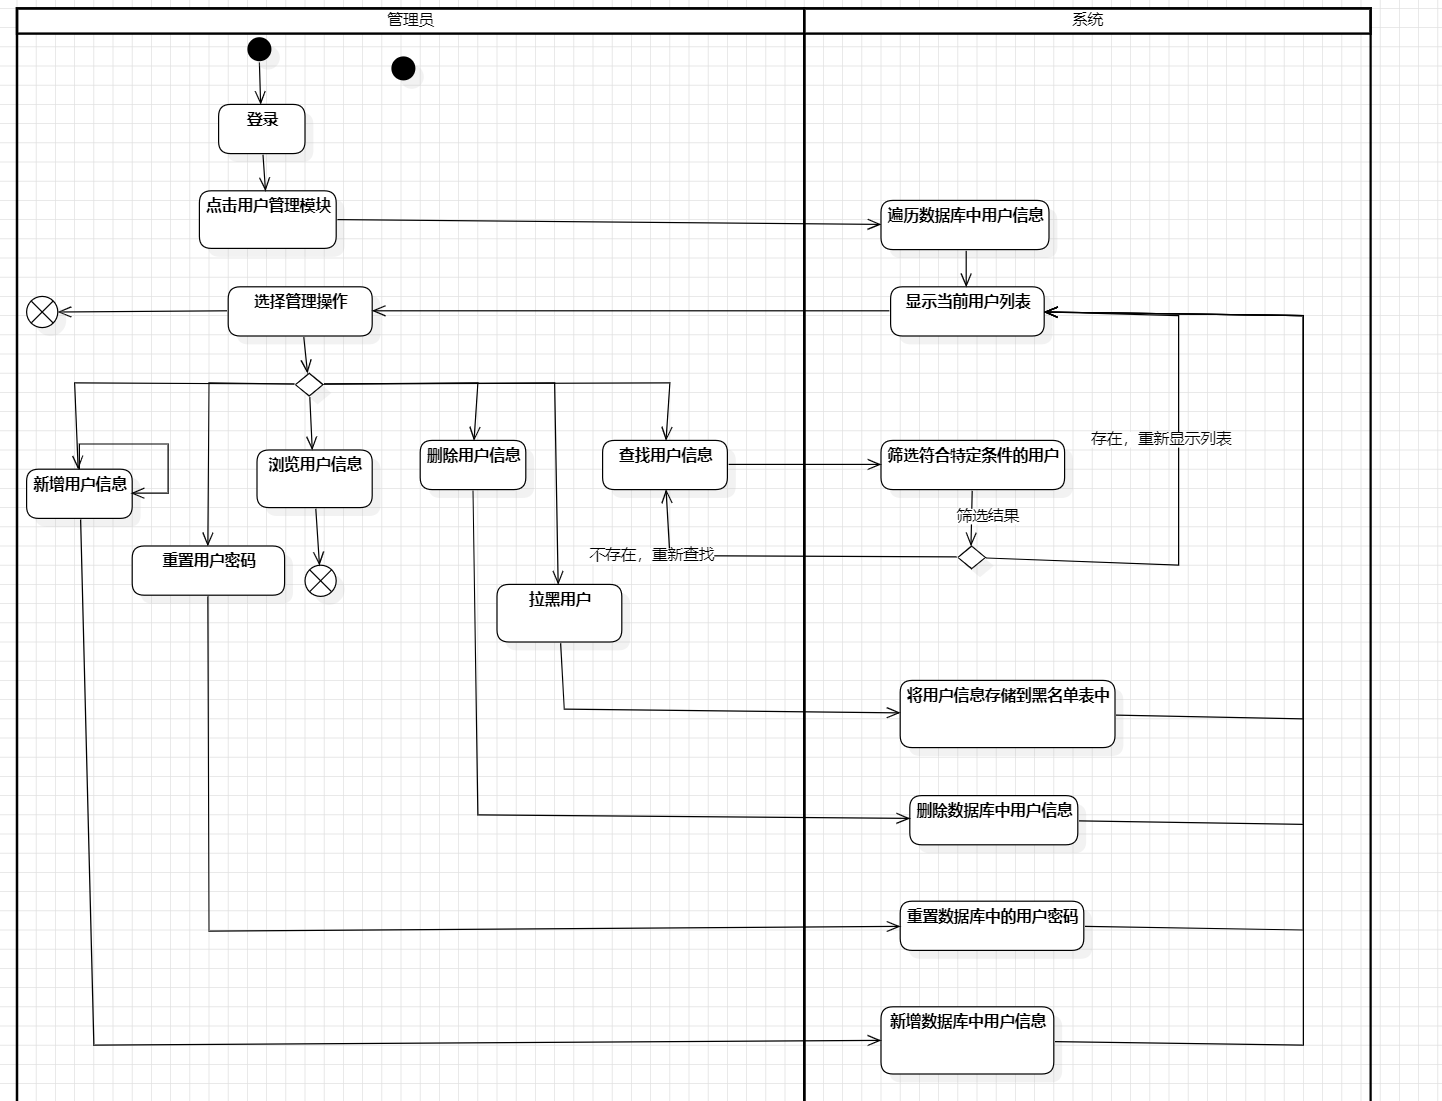 管理员
系统
登录
点击用户管理模块
遍历数据库中用户信息
选择管理操作
显示当前用户列表
存在，重新显示列表
新增用户信息
浏览用户信息
删除用户信息
查找用户信息
筛选符合特定条件的用户
筛选结果
不存在，重新查找
重置用户密码
拉黑用户
将用户信息存储到黑名单表中
删除数据库中用户信息
重置数据库中的用户密码
新增数据库中用户信息